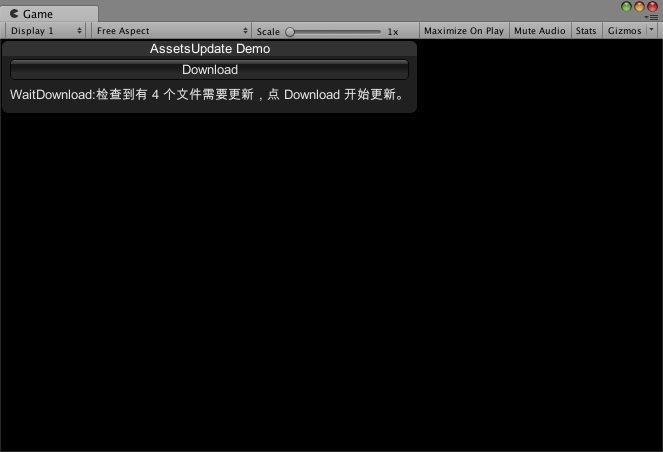 Game
Display 1 Free Aspect Scale 1x Maximize On Play Mute Audio Stats Gizmos
AssetsUpdate Demo
Download
WaitDownload:检查到有 4 个文件需要更新，点 Download 开始更新。